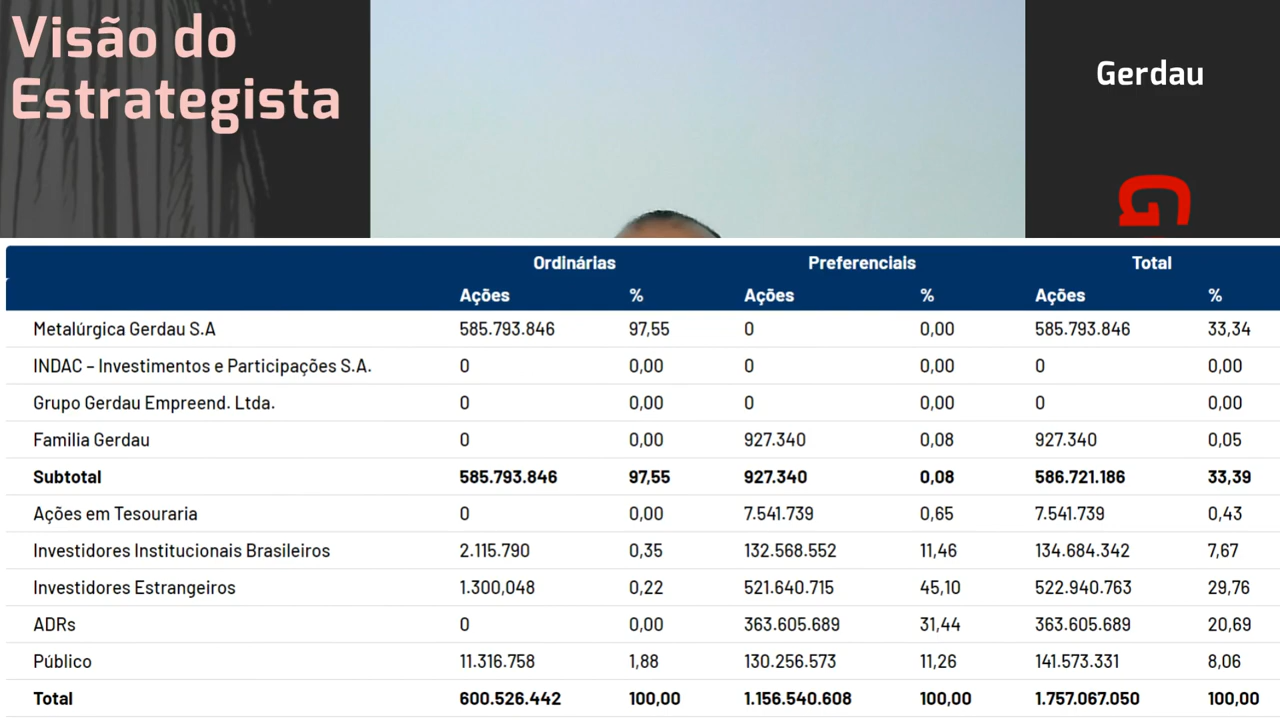 Visão do
Estrategista
Gerdau
Ordinárias Preferenciais Total
Ações % Ações % Ações %
Metalúrgica Gerdau S.A 585.793.846 97,55 0 0,00 585.793.846 33,34
INDAC – Investimentos e Participações S.A. 0 0,00 0 0,00 0 0,00
Grupo Gerdau Empreend. Ltda. 0 0,00 0 0,00 0 0,00
Familia Gerdau 0 0,00 927.340 0,08 927.340 0,05
Subtotal 585.793.846 97,55 927.340 0,08 586.721.186 33,39
Ações em Tesouraria 0 0,00 7.541.739 0,65 7.541.739 0,43
Investidores Institucionais Brasileiros 2.115.790 0,35 132.568.552 11,46 134.684.342 7,67
Investidores Estrangeiros 1.300,048 0,22 521.640.715 45,10 522.940.763 29,76
ADRs 0 0,00 363.605.689 31,44 363.605.689 20,69
Público 11.316.758 1,88 130.256.573 11,26 141.573.331 8,06
Total 600.526.442 100,00 1.156.540.608 100,00 1.757.067.050 100,00